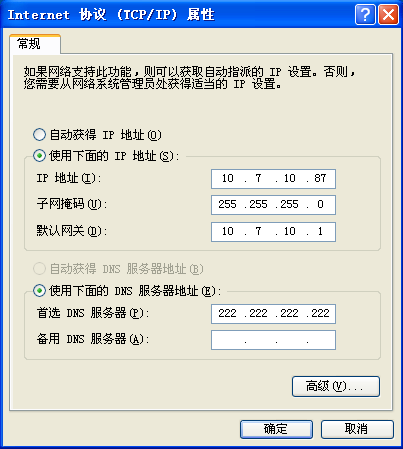 Internet 协议 (TCP/IP) 属性
常规
如果网络支持此功能，则可以获取自动指派的 IP 设置。否则，
您需要从网络系统管理员处获得适当的 IP 设置。
自动获得 IP 地址(O)
使用下面的 IP 地址(S):
IP 地址(I): 10 . 7 . 10 . 87
子网掩码(U): 255 .255 .255 . 0
默认网关(D): 10 . 7 . 10 . 1
自动获得 DNS 服务器地址(B)
使用下面的 DNS 服务器地址(E):
首选 DNS 服务器(P): 222 .222 .222 .222
备用 DNS 服务器(A): . . .
高级(V)...
确定 取消